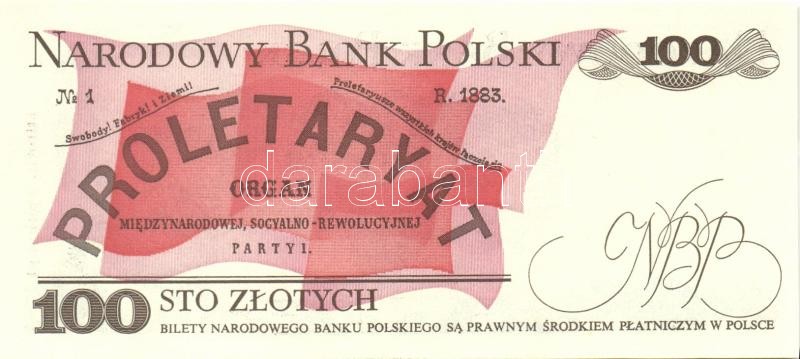 NARODOWY BANK POLSKI
100
№ 1
R. 1883.
Swobody! Fabryk! i Ziemi!
Proletaryusze wszystkich krajów łączcie się
PROLETARYAT
ORGAN
MIĘDZYNARODOWEJ, SOCYALNO-REWOLUCYJNEJ
PARTYI.
NBP
100 STO ZŁOTYCH
BILETY NARODOWEGO BANKU POLSKIEGO SĄ PRAWNYM ŚRODKIEM PŁATNICZYM W POLSCE
darabanth